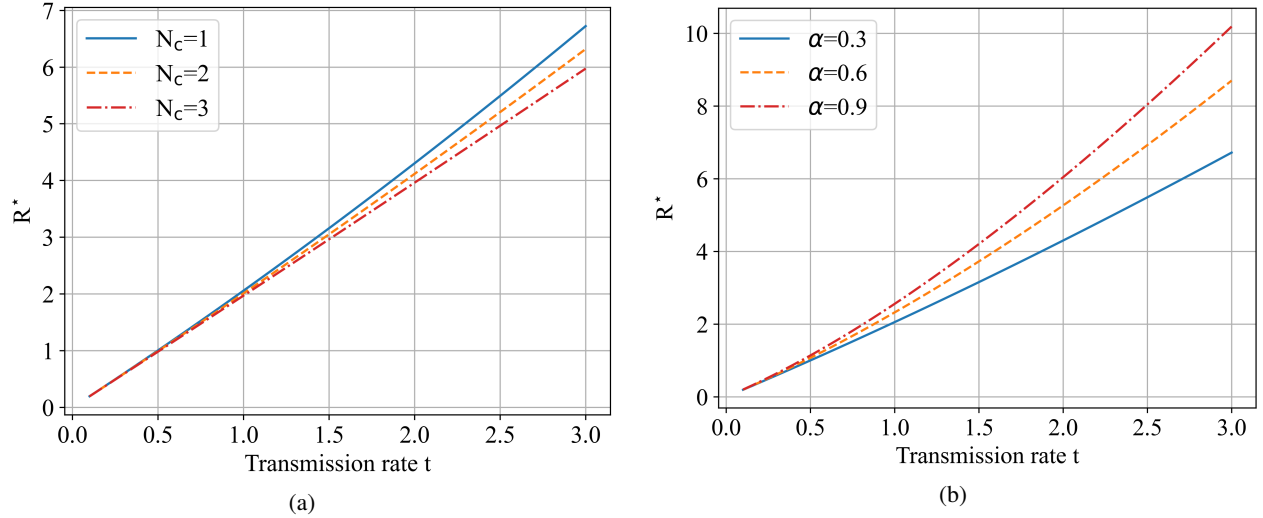 7
6
5
4
3
2
1
0
R*
N_c=1
N_c=2
N_c=3
0.0 0.5 1.0 1.5 2.0 2.5 3.0
Transmission rate t
(a)
10
8
6
4
2
0
R*
α=0.3
α=0.6
α=0.9
0.0 0.5 1.0 1.5 2.0 2.5 3.0
Transmission rate t
(b)